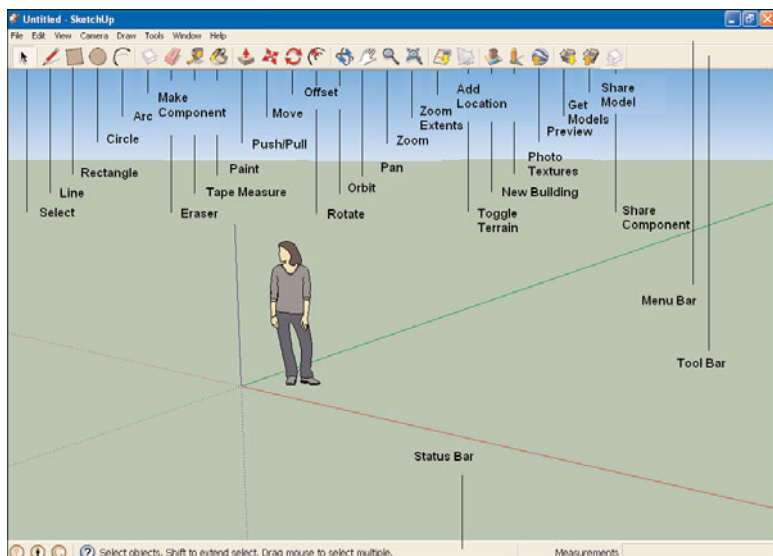 Untitled - SketchUp
File Edit View Camera Draw Tools Window Help
Select
Line
Rectangle
Circle
Arc
Make
Component
Eraser
Tape Measure
Paint
Push/Pull
Move
Offset
Rotate
Orbit
Pan
Zoom
Zoom
Extents
Add
Location
Toggle
Terrain
New Building
Photo
Textures
Preview
Get
Models
Share
Model
Share
Component
Menu Bar
Tool Bar
Status Bar
Select objects. Shift to extend select. Drag mouse to select multiple.
Measurements